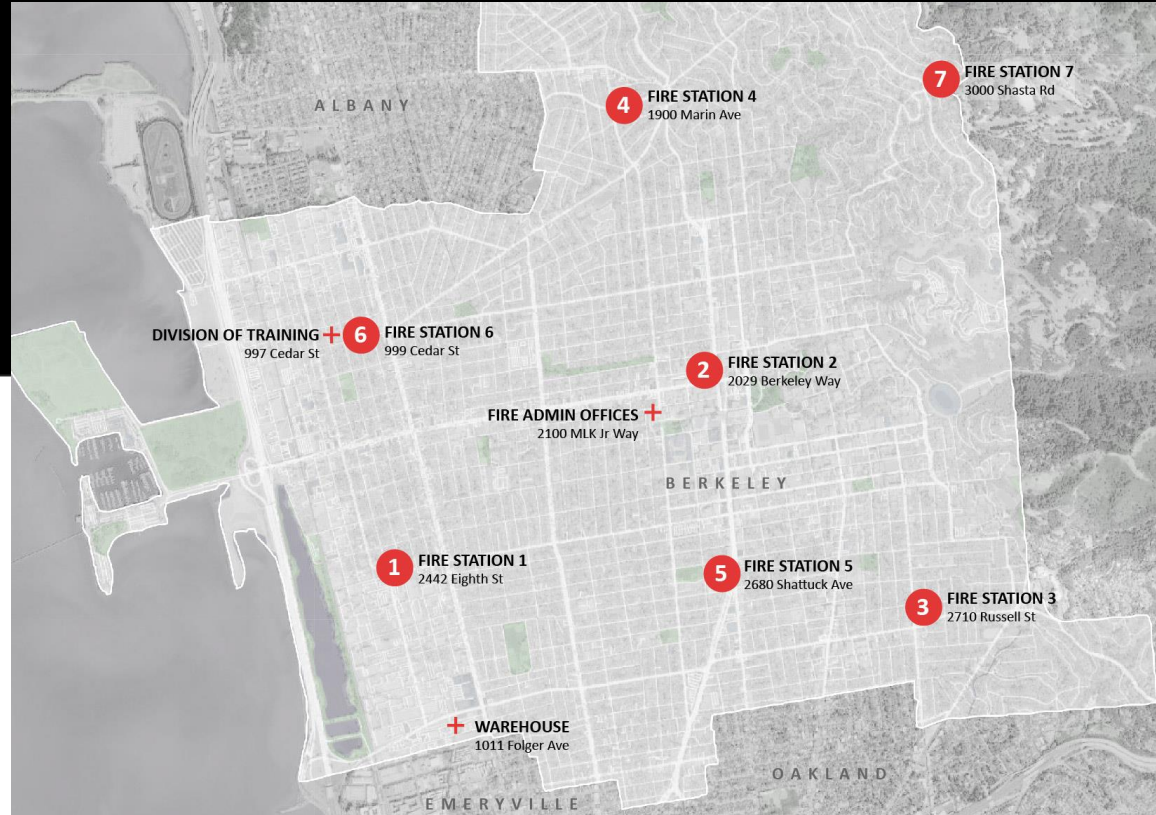 7
FIRE STATION 7
3000 Shasta Rd
ALBANY
4
FIRE STATION 4
1900 Marin Ave
DIVISION OF TRAINING
997 Cedar St
6
FIRE STATION 6
999 Cedar St
2
FIRE STATION 2
2029 Berkeley Way
FIRE ADMIN OFFICES
2100 MLK Jr Way
BERKELEY
1
FIRE STATION 1
2442 Eighth St
5
FIRE STATION 5
2680 Shattuck Ave
3
FIRE STATION 3
2710 Russell St
WAREHOUSE
1011 Folger Ave
OAKLAND
EMERYVILLE